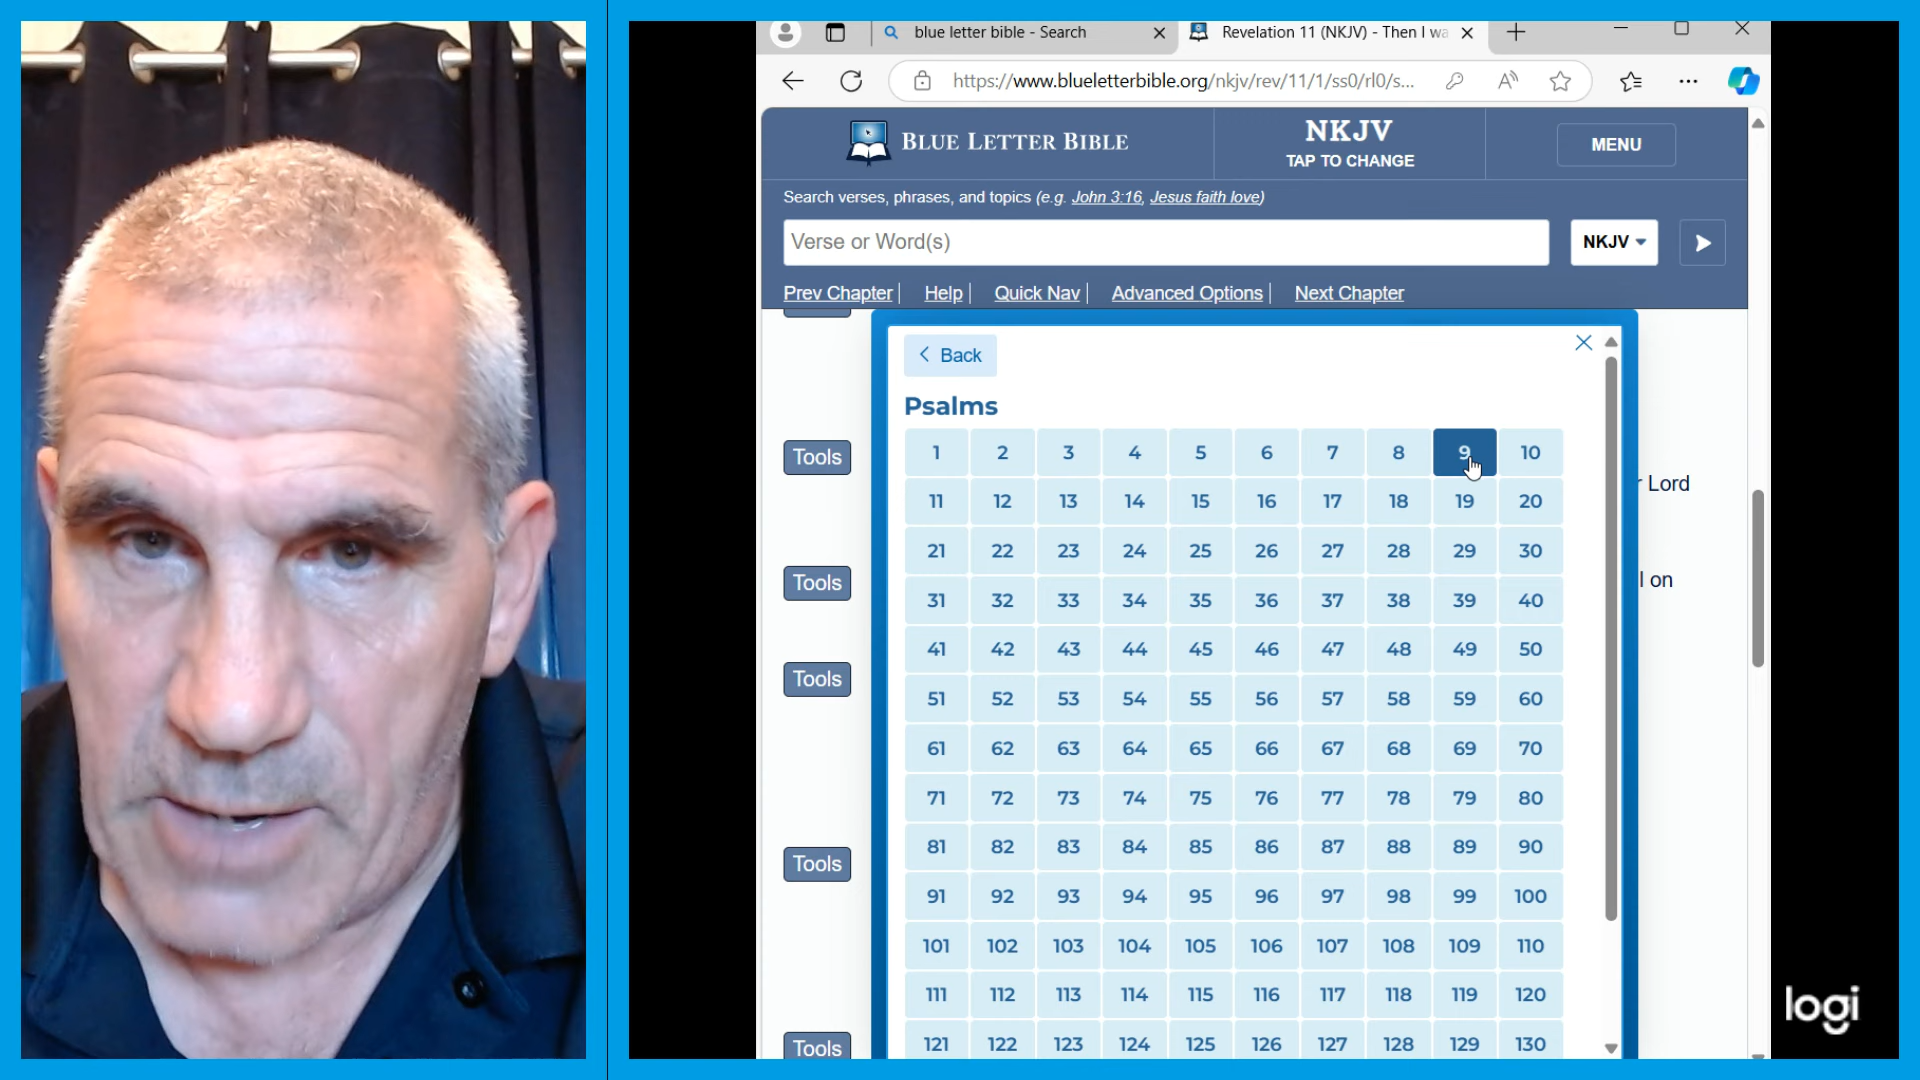 blue letter bible - Search
Revelation 11 (NKJV) - Then I wa
https://www.blueletterbible.org/nkjv/rev/11/1/ss0/rl0/s...
BLUE LETTER BIBLE
NKJV
TAP TO CHANGE
MENU
Search verses, phrases, and topics (e.g. John 3:16, Jesus faith love)
Verse or Word(s)
NKJV
Prev Chapter
Help
Quick Nav
Advanced Options
Next Chapter
Back
Psalms
1 2 3 4 5 6 7 8 9 10
Tools
Lord
11 12 13 14 15 16 17 18 19 20
21 22 23 24 25 26 27 28 29 30
Tools
on
31 32 33 34 35 36 37 38 39 40
41 42 43 44 45 46 47 48 49 50
Tools
51 52 53 54 55 56 57 58 59 60
61 62 63 64 65 66 67 68 69 70
71 72 73 74 75 76 77 78 79 80
81 82 83 84 85 86 87 88 89 90
Tools
91 92 93 94 95 96 97 98 99 100
101 102 103 104 105 106 107 108 109 110
111 112 113 114 115 116 117 118 119 120
121 122 123 124 125 126 127 128 129 130
Tools
logi